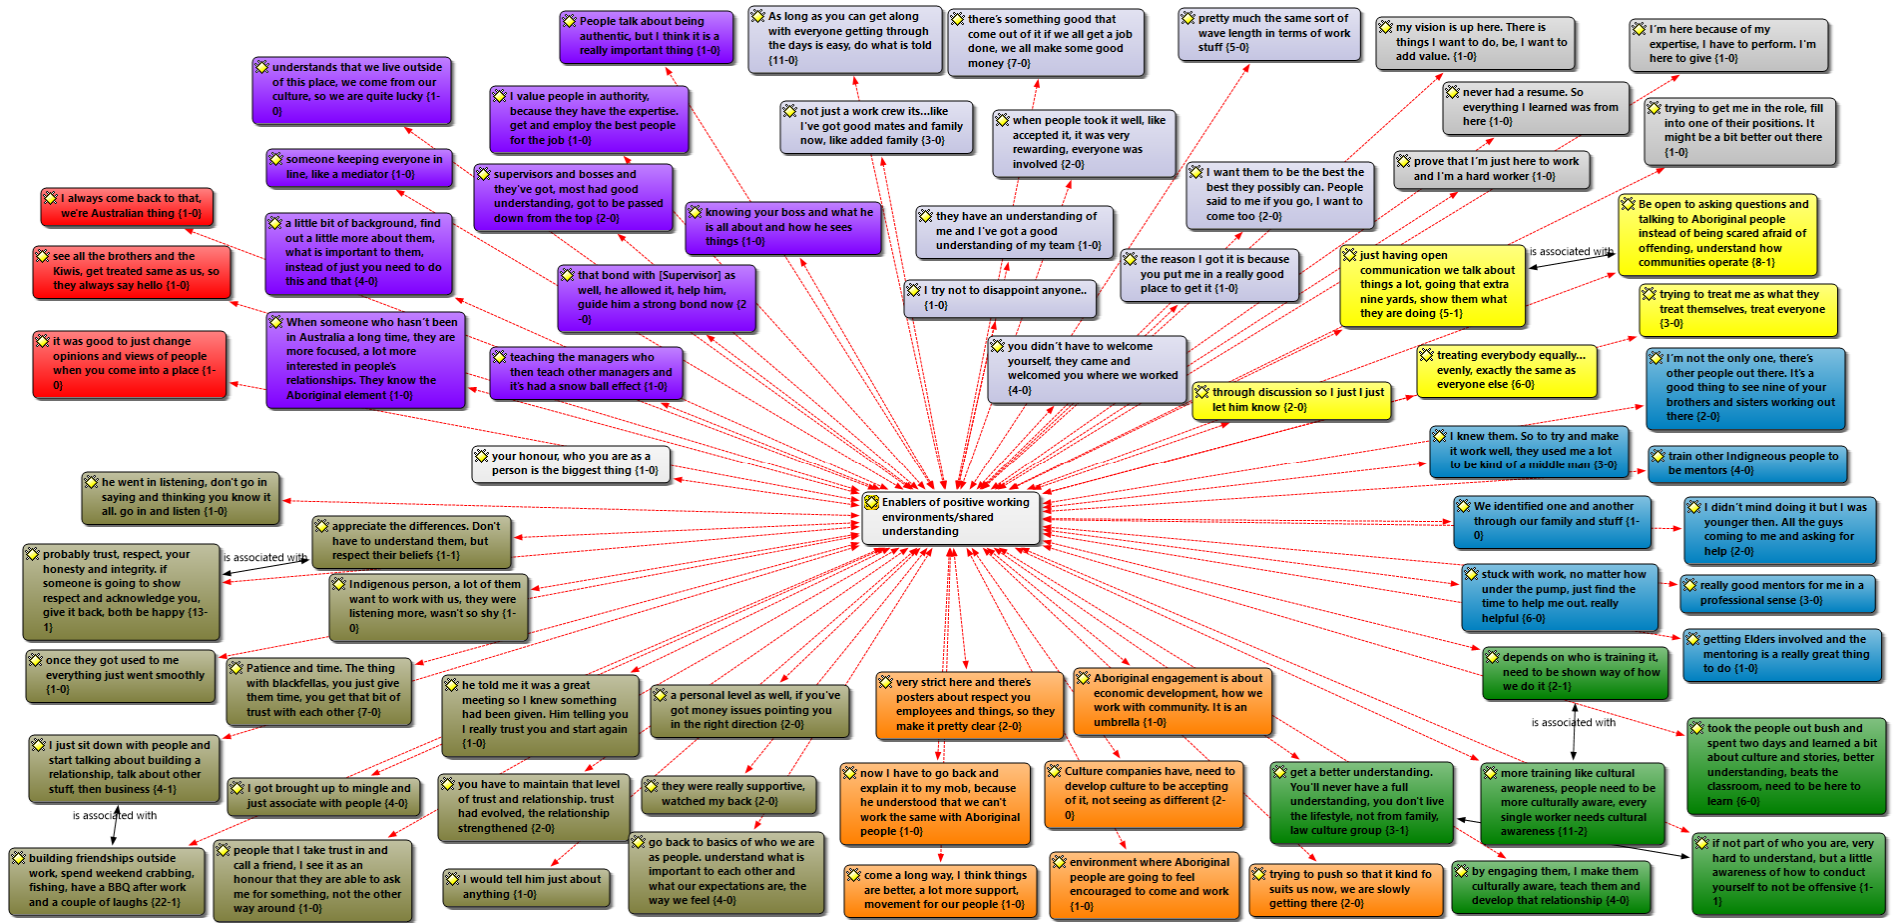 People talk about being
authentic, but I think it is a
really important thing {1-0}
As long as you can get along
with everyone getting through
the days is easy, do what is told
{11-0}
there's something good that
come out of it if we all get a job
done, we all make some good
money {7-0}
pretty much the same sort of
wave length in terms of work
stuff {5-0}
my vision is up here. There is
things I want to do, be, I want to
add value. {1-0}
I'm here because of my
expertise, I have to perform. I'm
here to give {1-0}
understands that we live outside
of this place, we come from our
culture, so we are quite lucky {1-
0}
I value people in authority,
because they have the expertise.
get and employ the best people
for the job {1-0}
not just a work crew its...like
I've got good mates and family
now, like added family {3-0}
when people took it well, like
accepted it, it was very
rewarding, everyone was
involved {2-0}
never had a resume. So
everything I learned was from
here {1-0}
trying to get me in the role, fill
into one of their positions. It
might be a bit better out there
{1-0}
someone keeping everyone in
line, like a mediator {1-0}
supervisors and bosses and
they've got, most had good
understanding, got to be passed
down from the top {2-0}
I want them to be the best the
best they possibly can. People
said to me if you go, I want to
come too {2-0}
prove that I'm just here to work
and I'm a hard worker {1-0}
I always come back to that,
we're Australian thing {1-0}
a little bit of background, find
out a little more about them,
what is important to them,
instead of just you need to do
this and that {4-0}
knowing your boss and what he
is all about and how he sees
things {1-0}
they have an understanding of
me and I've got a good
understanding of my team {1-0}
Be open to asking questions and
talking to Aboriginal people
instead of being scared afraid of
offending, understand how
communities operate {8-1}
is associated with
just having open
communication we talk about
things a lot, going that extra
nine yards, show them what
they are doing {5-1}
see all the brothers and the
Kiwis, get treated same as us, so
they always say hello {1-0}
that bond with [Supervisor] as
well, he allowed it, help him,
guide him a strong bond now {2
-0}
the reason I got it is because
you put me in a really good
place to get it {1-0}
I try not to disappoint anyone..
{1-0}
trying to treat me as what they
treat themselves, treat everyone
{3-0}
it was good to just change
opinions and views of people
when you come into a place {1-
0}
When someone who hasn't been
in Australia a long time, they are
more focused, a lot more
interested in people's
relationships. They know the
Aboriginal element {1-0}
teaching the managers who
then teach other managers and
it's had a snow ball effect {1-0}
you didn't have to welcome
yourself, they came and
welcomed you where we worked
{4-0}
treating everybody equally...
evenly, exactly the same as
everyone else {6-0}
I'm not the only one, there's
other people out there. It's a
good thing to see nine of your
brothers and sisters working out
there {2-0}
through discussion so I just I just
let him know {2-0}
your honour, who you are as a
person is the biggest thing {1-0}
I knew them. So to try and make
it work well, they used me a lot
to be kind of a middle man {3-0}
train other Indigneous people to
be mentors {4-0}
he went in listening, don't go in
saying and thinking you know it
all. go in and listen {1-0}
Enablers of positive working
environments/shared
understanding
We identified one and another
through our family and stuff {1-
0}
I didn't mind doing it but I was
younger then. All the guys
coming to me and asking for
help {2-0}
appreciate the differences. Don't
have to understand them, but
respect their beliefs {1-1}
is associated with
probably trust, respect, your
honesty and integrity. if
someone is going to show
respect and acknowledge you,
give it back, both be happy {13-
1}
Indigenous person, a lot of them
want to work with us, they were
listening more, wasn't so shy {1-
0}
stuck with work, no matter how
under the pump, just find the
time to help me out. really
helpful {6-0}
really good mentors for me in a
professional sense {3-0}
getting Elders involved and the
mentoring is a really great thing
to do {1-0}
once they got used to me
everything just went smoothly
{1-0}
Patience and time. The thing
with blackfellas, you just give
them time, you get that bit of
trust with each other {7-0}
he told me it was a great
meeting so I knew something
had been given. Him telling you
I really trust you and start again
{1-0}
a personal level as well, if you've
got money issues pointing you
in the right direction {2-0}
very strict here and there's
posters about respect you
employees and things, so they
make it pretty clear {2-0}
Aboriginal engagement is about
economic development, how we
work with community. It is an
umbrella {1-0}
depends on who is training it,
need to be shown way of how
we do it {2-1}
is associated with
took the people out bush and
spent two days and learned a bit
about culture and stories, better
understanding, beats the
classroom, need to be here to
learn {6-0}
I just sit down with people and
start talking about building a
relationship, talk about other
stuff, then business {4-1}
is associated with
I got brought up to mingle and
just associate with people {4-0}
you have to maintain that level
of trust and relationship. trust
had evolved, the relationship
strengthened {2-0}
they were really supportive,
watched my back {2-0}
now I have to go back and
explain it to my mob, because
he understood that we can't
work the same with Aboriginal
people {1-0}
Culture companies have, need to
develop culture to be accepting
of it, not seeing as different {2-
0}
get a better understanding.
You'll never have a full
understanding, you don't live
the lifestyle, not from family,
law culture group {3-1}
more training like cultural
awareness, people need to be
more culturally aware, every
single worker needs cultural
awareness {11-2}
building friendships outside
work, spend weekend crabbing,
fishing, have a BBQ after work
and a couple of laughs {22-1}
people that I take trust in and
call a friend, I see it as an
honour that they are able to ask
me for something, not the other
way around {1-0}
I would tell him just about
anything {1-0}
go back to basics of who we are
as people. understand what is
important to each other and
what our expectations are, the
way we feel {4-0}
come a long way, I think things
are better, a lot more support,
movement for our people {1-0}
environment where Aboriginal
people are going to feel
encouraged to come and work
{1-0}
trying to push so that it kind fo
suits us now, we are slowly
getting there {2-0}
by engaging them, I make them
culturally aware, teach them and
develop that relationship {4-0}
if not part of who you are, very
hard to understand, but a little
awareness of how to conduct
yourself to not be offensive {1-
1}